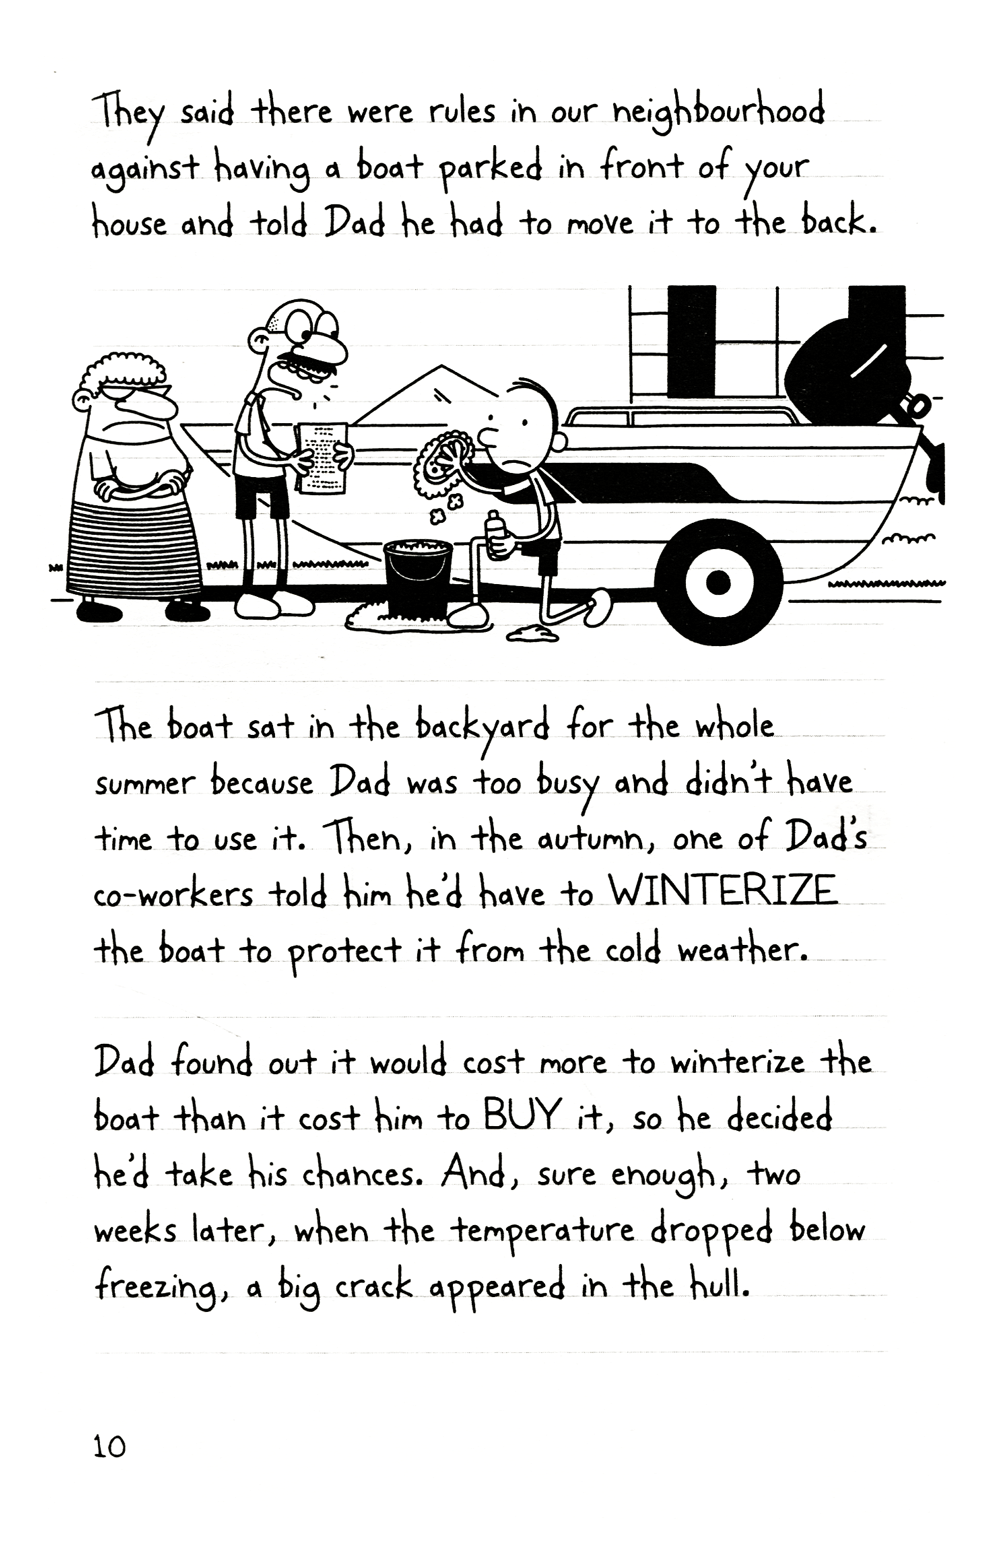 They said there were rules in our neighbourhood
against having a boat parked in front of your
house and told Dad he had to move it to the back.
The boat sat in the backyard for the whole
summer because Dad was too busy and didn't have
time to use it. Then, in the autumn, one of Dad's
co-workers told him he'd have to WINTERIZE
the boat to protect it from the cold weather.
Dad found out it would cost more to winterize the
boat than it cost him to BUY it, so he decided
he'd take his chances. And, sure enough, two
weeks later, when the temperature dropped below
freezing, a big crack appeared in the hull.
10